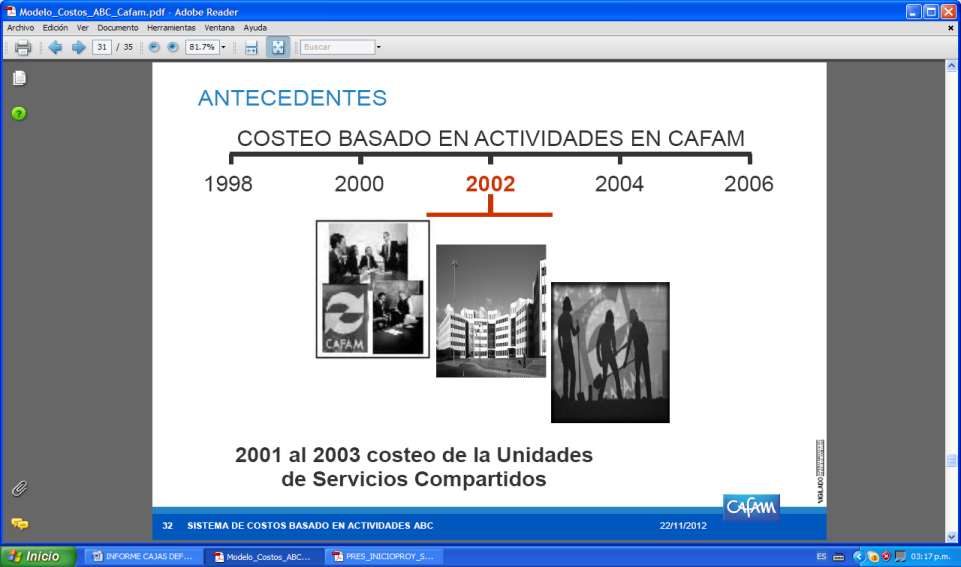 Modelo_Costos_ABC_Cafam.pdf - Adobe Reader
Archivo Edición Ver Documento Herramientas Ventana Ayuda
31 / 35 81.7% Buscar
ANTECEDENTES
COSTEO BASADO EN ACTIVIDADES EN CAFAM
1998 2000 2002 2004 2006
CAFAM
2001 al 2003 costeo de la Unidades
de Servicios Compartidos
VIGILADO
CAFAM
32 SISTEMA DE COSTOS BASADO EN ACTIVIDADES ABC 22/11/2012
Inicio INFORME CAJAS DEF... Modelo_Costos_ABC... PRES_INICIOPROY_S... ES 03:17 p.m.